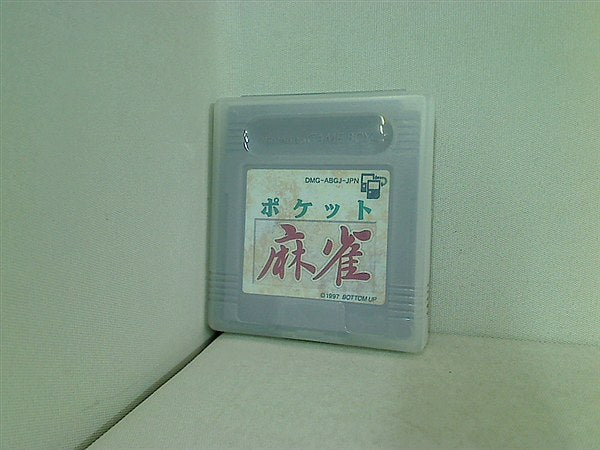 Nintendo GAME BOY
DMG-ABGJ-JPN
ポケット
麻雀
©1997 BOTTOM UP